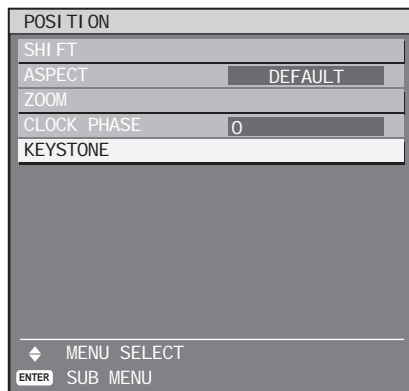 POSITION
SHIFT
ASPECT DEFAULT
ZOOM
CLOCK PHASE 0
KEYSTONE
MENU SELECT
ENTER SUB MENU